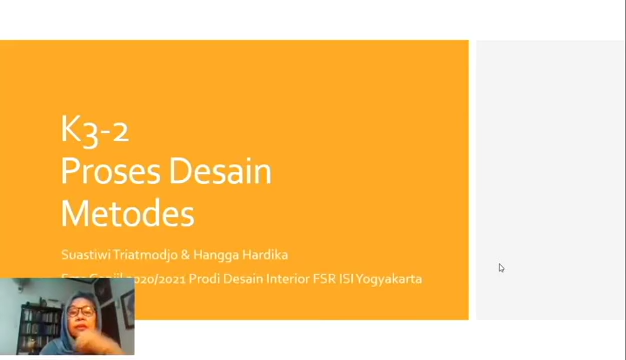 K3-2
Proses Desain
Metodes
Suastiwi Triatmodjo & Hangga Hardika
2020/2021 Prodi Desain Interior FSR ISI Yogyakarta